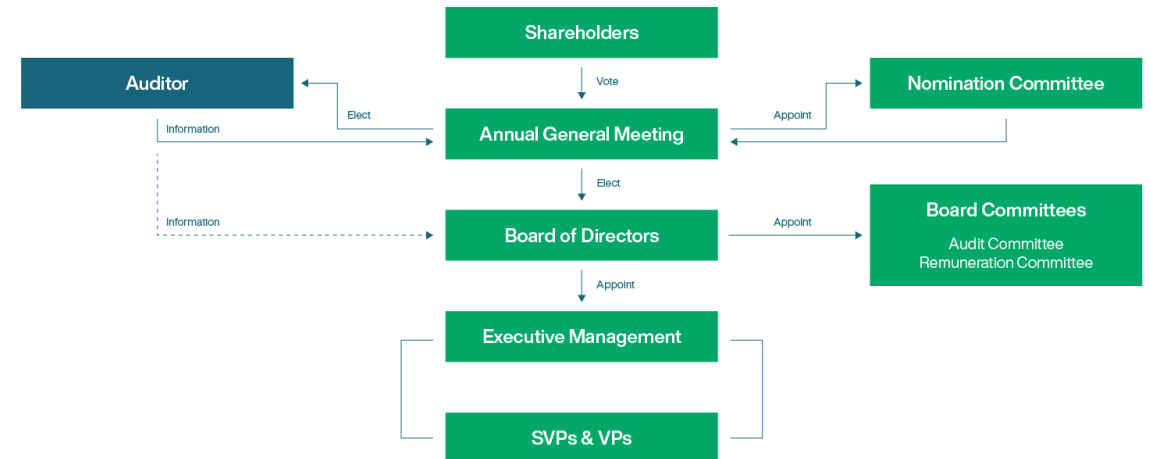 Shareholders
Vote
Auditor
Nomination Committee
Elect
Appoint
Annual General Meeting
Information
Elect
Board Committees
Audit Committee
Remuneration Committee
Information
Board of Directors
Appoint
Appoint
Executive Management
SVPs & VPs